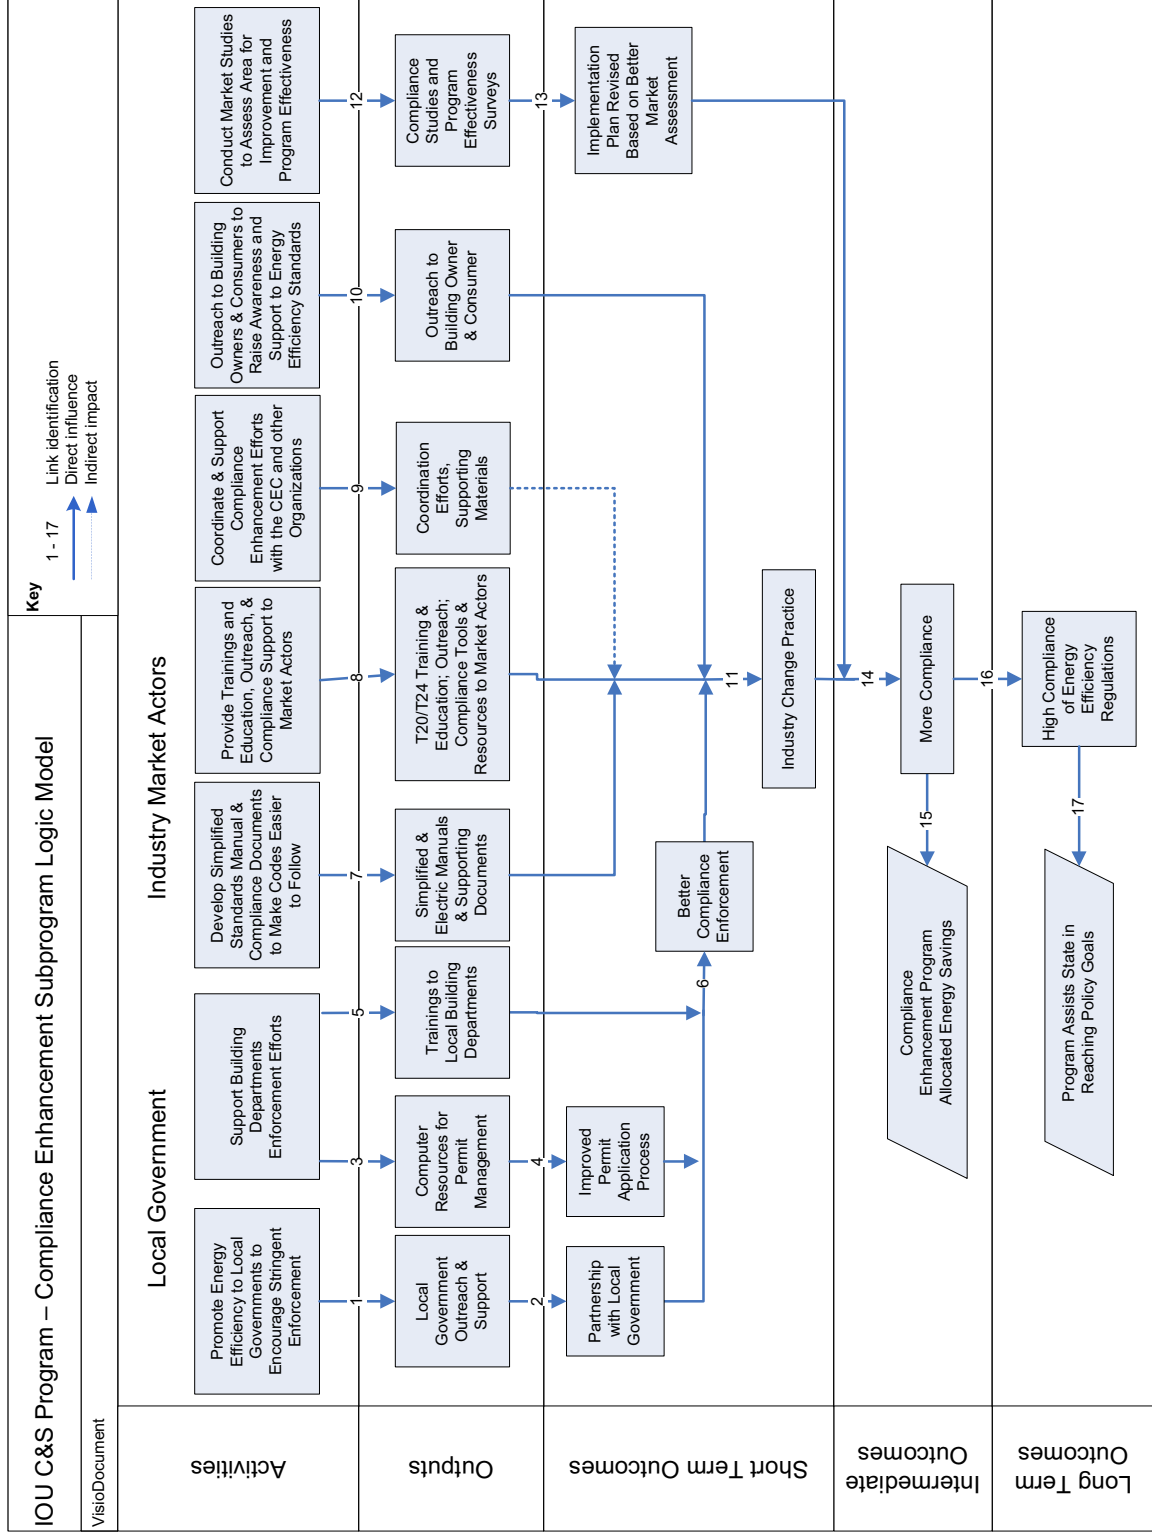 IOU C&S Program – Compliance Enhancement Subprogram Logic Model
VisioDocument
Key
1 - 17
Link identification
Direct influence
Indirect impact
Local Government
Industry Market Actors
Activities
Promote Energy
Efficiency to Local
Governments to
Encourage Stringent
Enforcement
Support Building
Departments
Enforcement Efforts
Develop Simplified
Standards Manual &
Compliance Documents
to Make Codes Easier
to Follow
Provide Trainings and
Education, Outreach, &
Compliance Support to
Market Actors
Coordinate & Support
Compliance
Enhancement Efforts
with the CEC and other
Organizations
Outreach to Building
Owners & Consumers to
Raise Awareness and
Support to Energy
Efficiency Standards
Conduct Market Studies
to Assess Area for
Improvement and
Program Effectiveness
1
3
5
7
8
9
10
12
Outputs
Local
Government
Outreach &
Support
Computer
Resources for
Permit
Management
Trainings to
Local Building
Departments
Simplified &
Electric Manuals
& Supporting
Documents
T20/T24 Training &
Education; Outreach;
Compliance Tools &
Resources to Market Actors
Coordination
Efforts,
Supporting
Materials
Outreach to
Building Owner
& Consumer
Compliance
Studies and
Program
Effectiveness
Surveys
2
4
13
Short Term Outcomes
Partnership
with Local
Government
Improved
Permit
Application
Process
Implementation
Plan Revised
Based on Better
Market
Assessment
6
Better
Compliance
Enforcement
11
Industry Change Practice
14
Intermediate
Outcomes
More Compliance
15
Compliance
Enhancement Program
Allocated Energy Savings
16
Long Term
Outcomes
High Compliance
of Energy
Efficiency
Regulations
17
Program Assists State in
Reaching Policy Goals